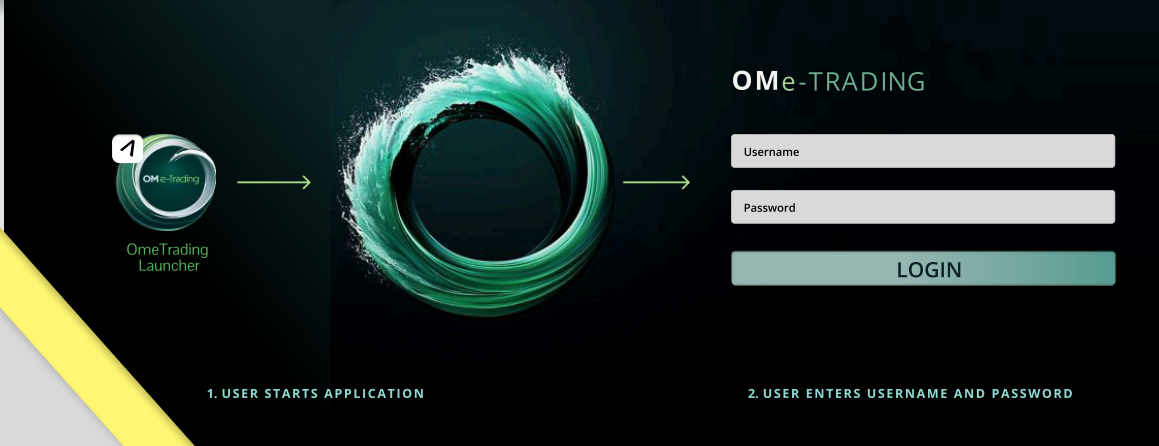 OM e-Trading
OmeTrading
Launcher
OMe-TRADING
Username
Password
LOGIN
1. USER STARTS APPLICATION
2. USER ENTERS USERNAME AND PASSWORD